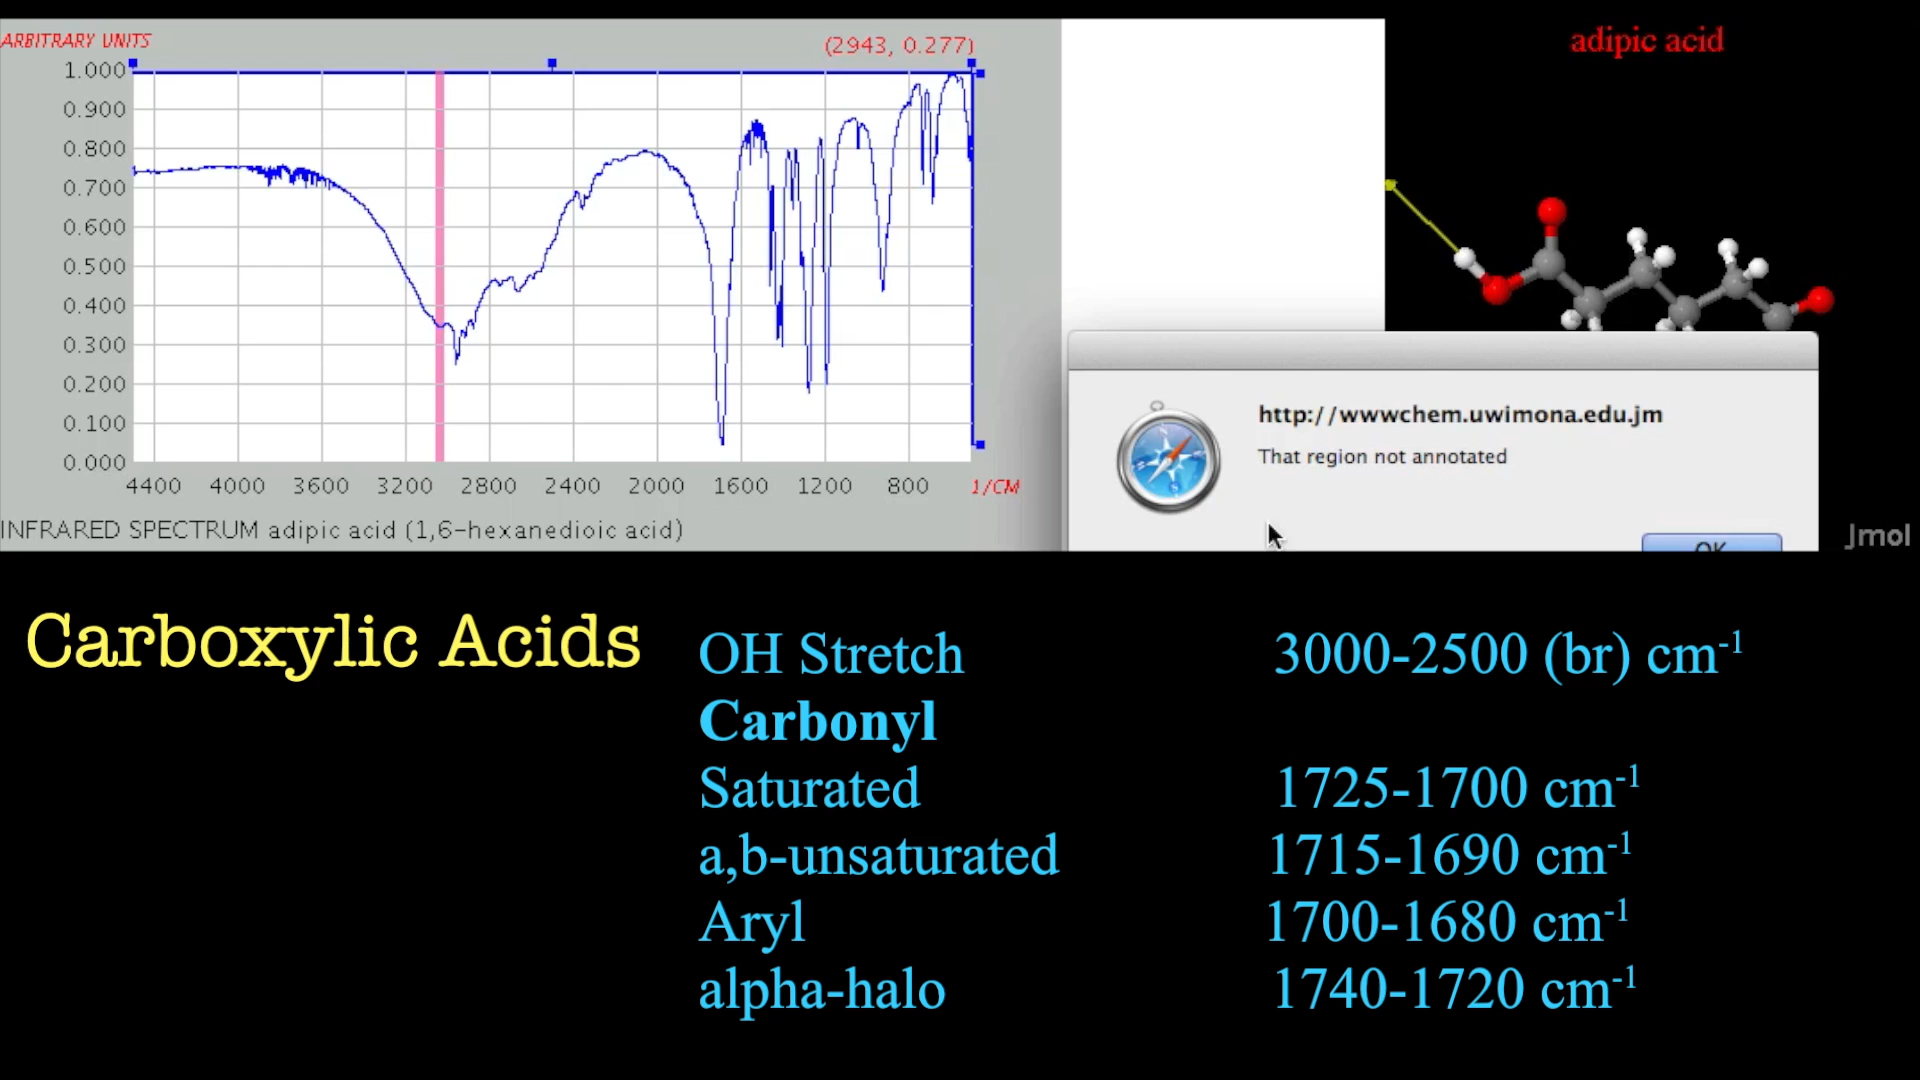 ARBITRARY UNITS
(2943, 0.277)
1.000
0.900
0.800
0.700
0.600
0.500
0.400
0.300
0.200
0.100
0.000
4400 4000 3600 3200 2800 2400 2000 1600 1200 800 1/CM
INFRARED SPECTRUM adipic acid (1,6-hexanedioic acid)
adipic acid
http://wwwchem.uwimona.edu.jm
That region not annotated
OK
Jmol
Carboxylic Acids
OH Stretch 3000-2500 (br) cm⁻¹
Carbonyl
Saturated 1725-1700 cm⁻¹
a,b-unsaturated 1715-1690 cm⁻¹
Aryl 1700-1680 cm⁻¹
alpha-halo 1740-1720 cm⁻¹